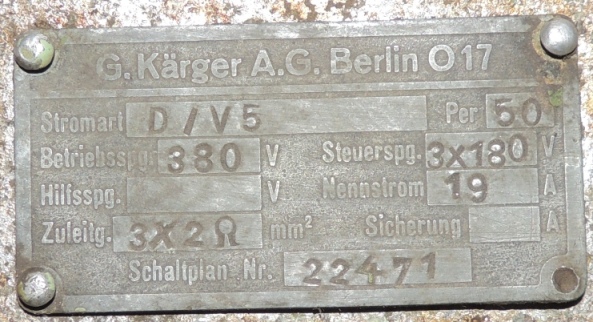 G. Kärger A.G. Berlin O 17
Stromart D/V5 Per 50
Betriebsspg. 380 V Steuerspg. 3x180 V
Hilfsspg. V Nennstrom 19 A
Zuleitg. 3X2Ω mm² Sicherung A
Schaltplan Nr. 22471